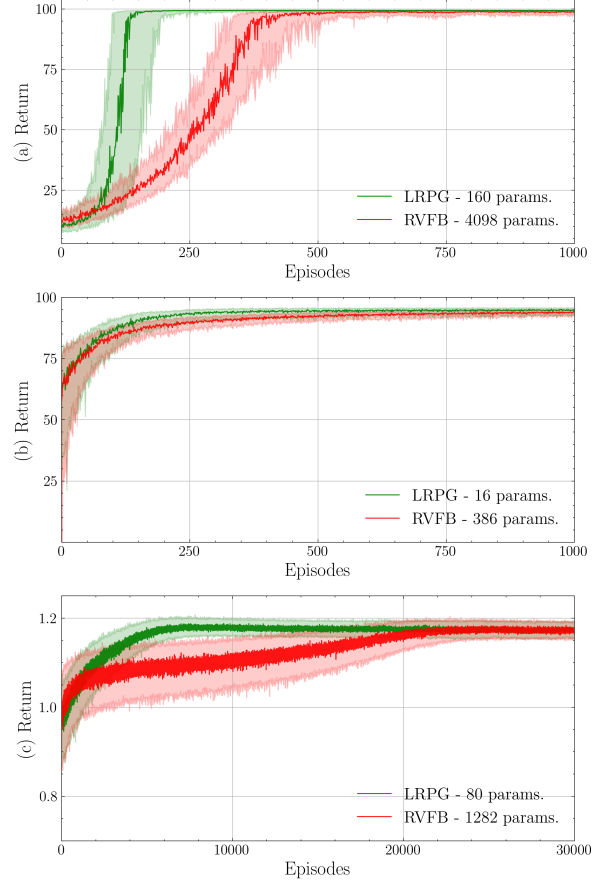 100
75
50
25
(a) Return
LRPG - 160 params.
RVFB - 4098 params.
0 250 500 750 1000
Episodes
100
75
50
25
(b) Return
LRPG - 16 params.
RVFB - 386 params.
0 250 500 750 1000
Episodes
1.2
1.0
0.8
(c) Return
LRPG - 80 params.
RVFB - 1282 params.
0 10000 20000 30000
Episodes